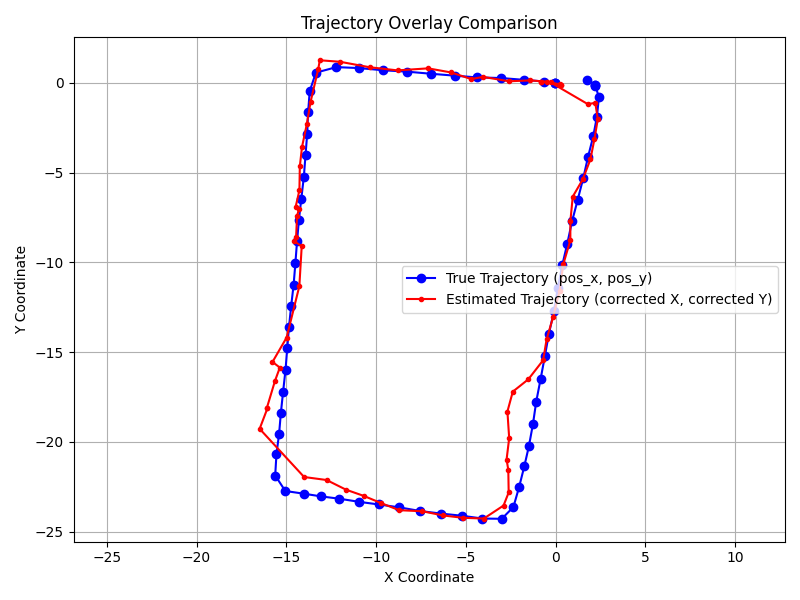 Trajectory Overlay Comparison
0
−5
−10
−15
−20
−25
Y Coordinate
True Trajectory (pos_x, pos_y)
Estimated Trajectory (corrected X, corrected Y)
−25 −20 −15 −10 −5 0 5 10
X Coordinate